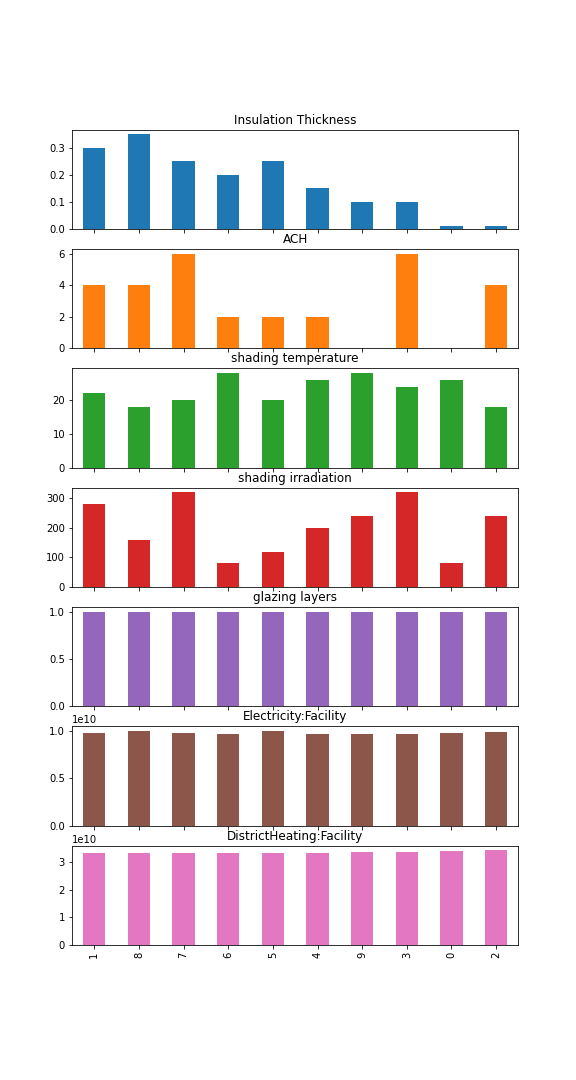 Insulation Thickness
0.3
0.2
0.1
0.0
ACH
6
4
2
0
shading temperature
20
10
0
shading irradiation
300
200
100
0
glazing layers
1.0
0.5
0.0
1e10
Electricity:Facility
1.0
0.5
0.0
1e10
DistrictHeating:Facility
3
2
1
0
1 8 7 6 5 4 9 3 0 2